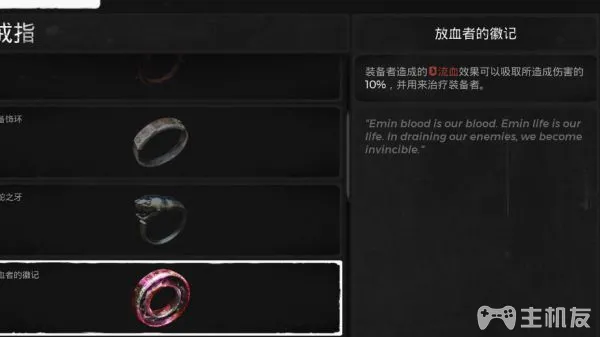 戒指
放血者的徽记
装备者造成的流血效果可以吸取所造成伤害的
10%，并用来治疗装备者。
"Emin blood is our blood. Emin life is our
life. in draining our enemies, we become
invincible."
备饰环
蛇之牙
血者的徽记
主机友